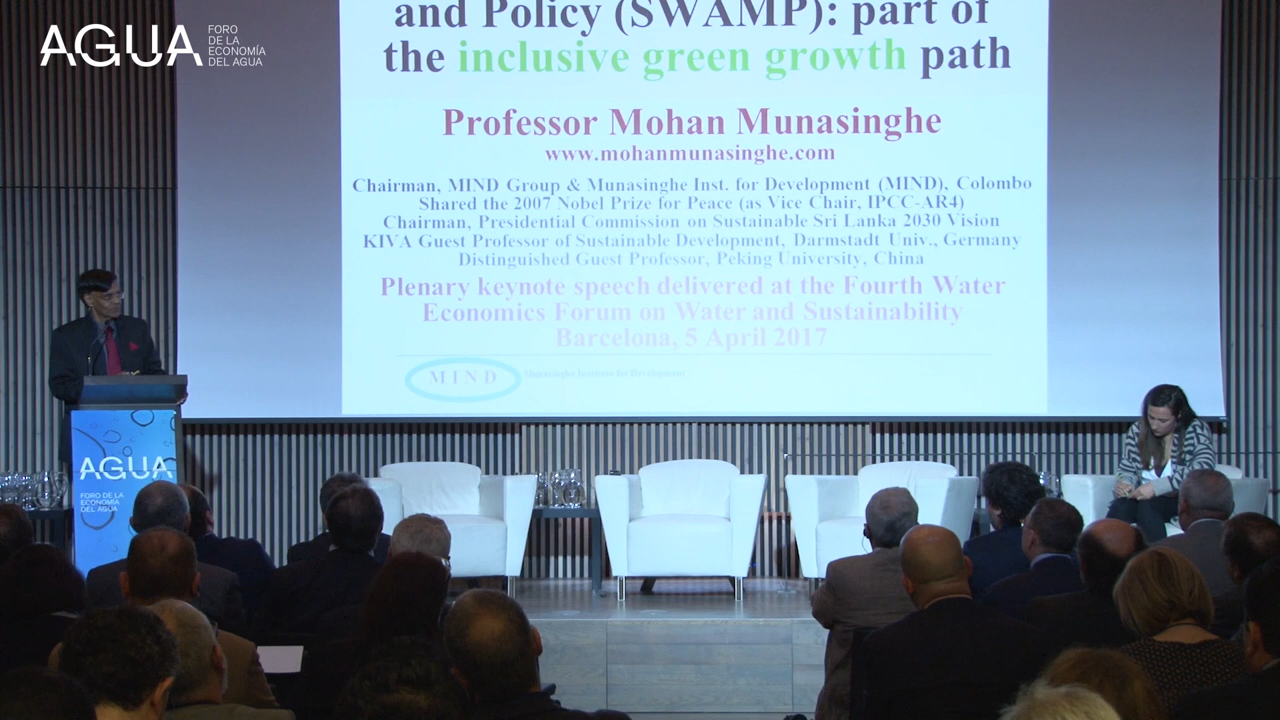 AGUA
FORO
DE LA
ECONOMÍA
DEL AGUA
and Policy (SWAMP): part of
the inclusive green growth path
Professor Mohan Munasinghe
www.mohanmunasinghe.com
Chairman, MIND Group & Munasinghe Inst. for Development (MIND), Colombo
Shared the 2007 Nobel Prize for Peace (as Vice Chair, IPCC-AR4)
Chairman, Presidential Commission on Sustainable Sri Lanka 2030 Vision
KIVA Guest Professor of Sustainable Development, Darmstadt Univ., Germany
Distinguished Guest Professor, Peking University, China
Plenary keynote speech delivered at the Fourth Water
Economics Forum on Water and Sustainability
Barcelona, 5 April 2017
MIND
Munasinghe Institute for Development
AGUA
FORO DE LA
ECONOMÍA
DEL AGUA